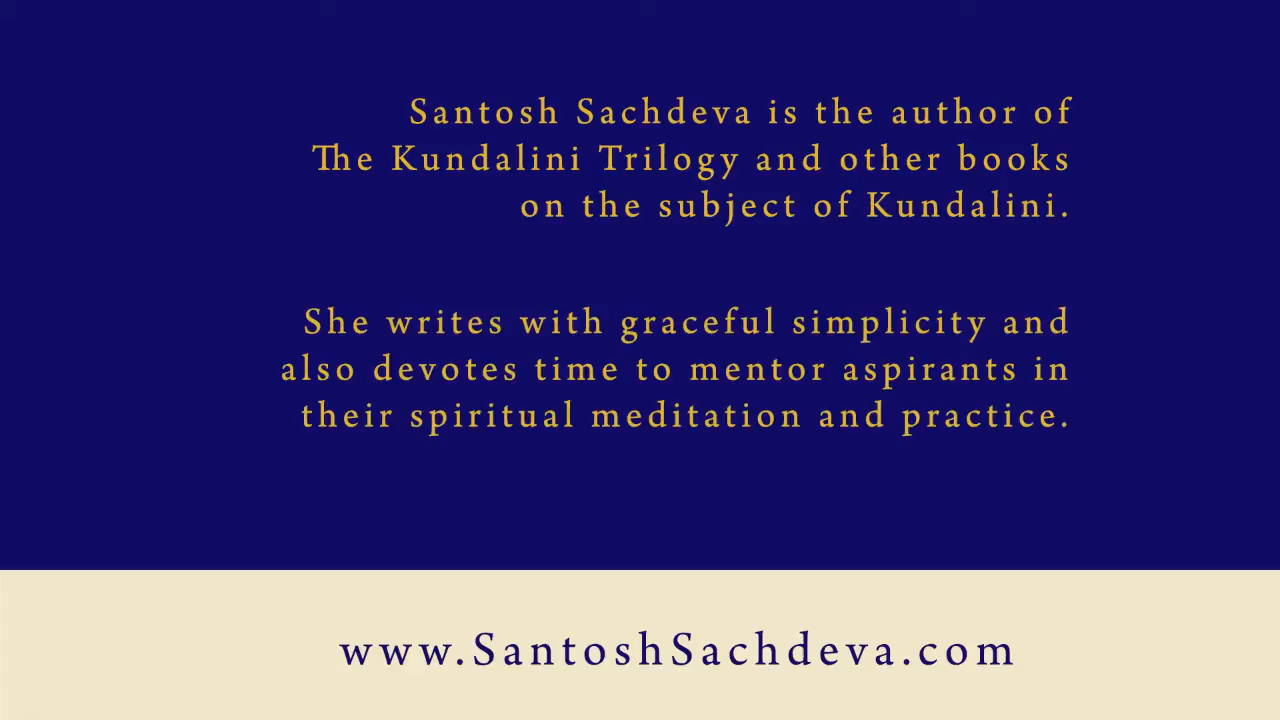 Santosh Sachdeva is the author of
The Kundalini Trilogy and other books
on the subject of Kundalini.
She writes with graceful simplicity and
also devotes time to mentor aspirants in
their spiritual meditation and practice.
www.SantoshSachdeva.com